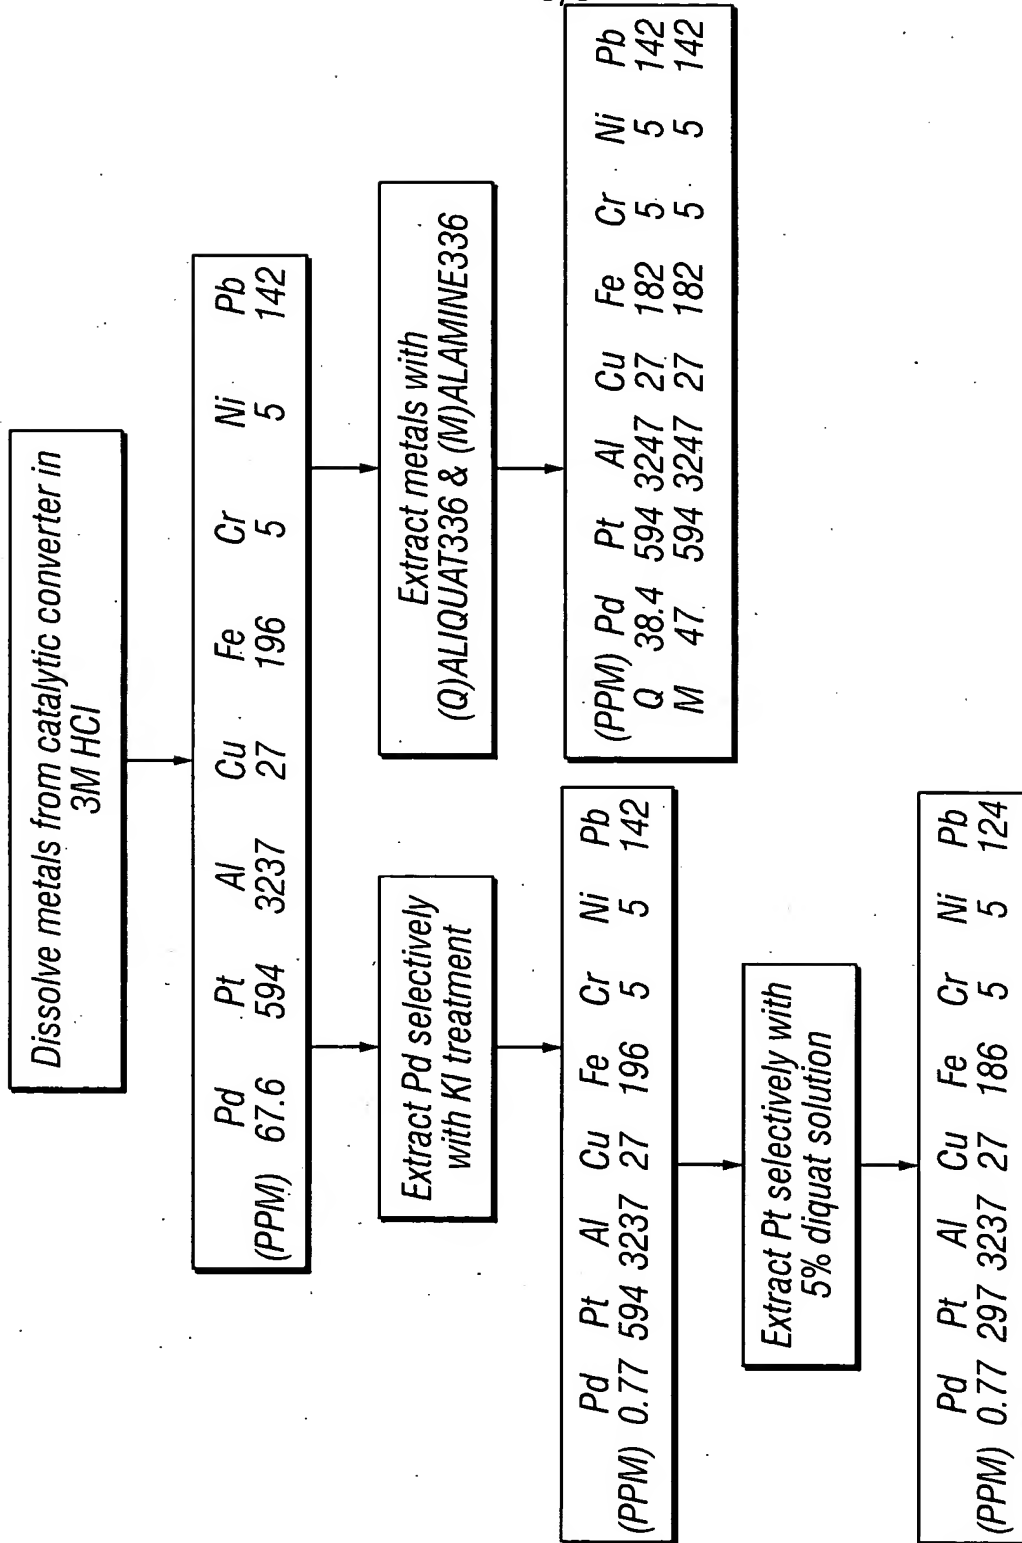 Dissolve metals from catalytic converter in
3M HCl
Pd Pt Al Cu Fe Cr Ni Pb
(PPM) 67.6 594 3237 27 196 5 5 142
Extract Pd selectively
with KI treatment
Extract metals with
(Q)ALIQUAT336 & (M)ALAMINE336
Pd Pt Al Cu Fe Cr Ni Pb
(PPM) 0.77 594 3237 27 196 5 5 142
(PPM) Pd Pt Al Cu Fe Cr Ni Pb
Q 38.4 594 3247 27 182 5 5 142
M 47 594 3247 27 182 5 5 142
Extract Pt selectively with
5% diquat solution
Pd Pt Al Cu Fe Cr Ni Pb
(PPM) 0.77 297 3237 27 186 5 5 124